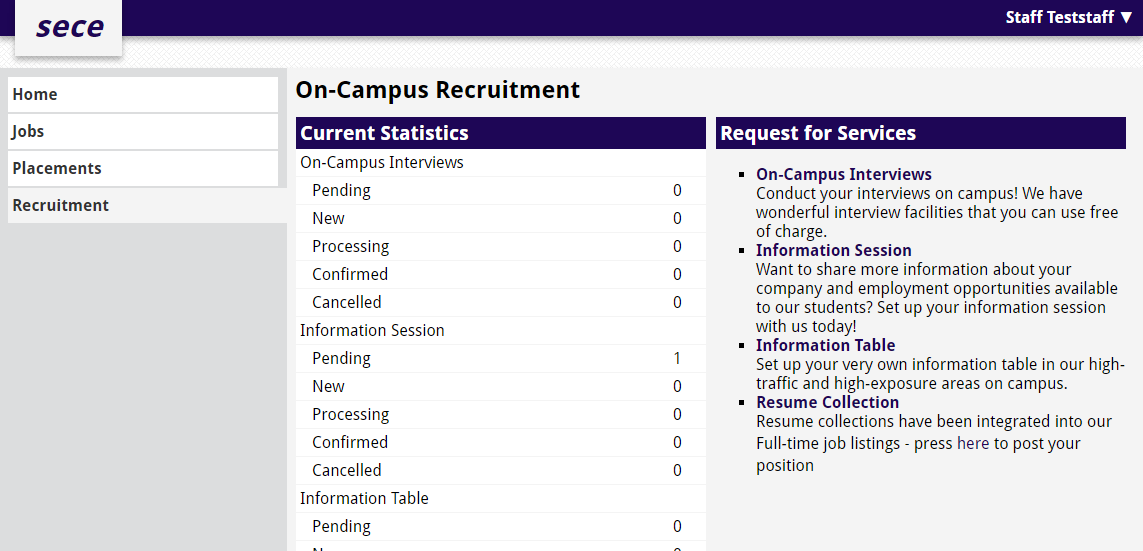 sece
Staff Teststaff ▼
Home
Jobs
Placements
Recruitment
On-Campus Recruitment
Current Statistics
On-Campus Interviews
Pending 0
New 0
Processing 0
Confirmed 0
Cancelled 0
Information Session
Pending 1
New 0
Processing 0
Confirmed 0
Cancelled 0
Information Table
Pending 0
Request for Services
On-Campus Interviews
Conduct your interviews on campus! We have
wonderful interview facilities that you can use free
of charge.
Information Session
Want to share more information about your
company and employment opportunities available
to our students? Set up your information session
with us today!
Information Table
Set up your very own information table in our high-
traffic and high-exposure areas on campus.
Resume Collection
Resume collections have been integrated into our
Full-time job listings - press here to post your
position